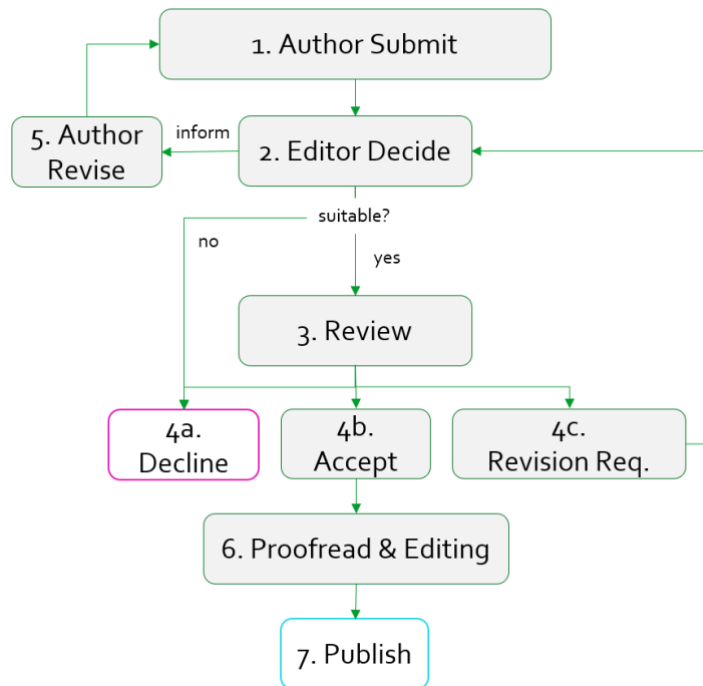 1. Author Submit
5. Author
Revise
inform
2. Editor Decide
suitable?
no
yes
3. Review
4a.
Decline
4b.
Accept
4c.
Revision Req.
6. Proofread & Editing
7. Publish